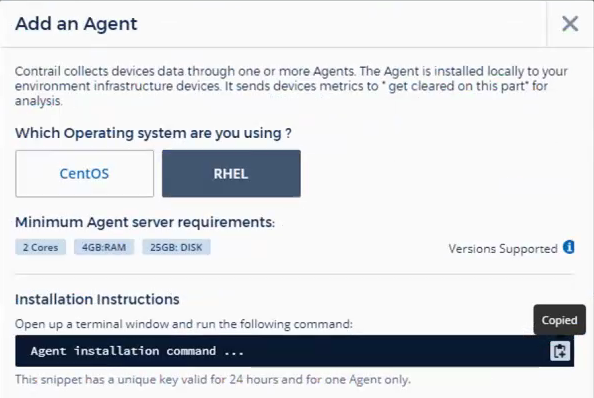 Add an Agent
Contrail collects devices data through one or more Agents. The Agent is installed locally to your
environment infrastructure devices. It sends devices metrics to " get cleared on this part" for
analysis.
Which Operating system are you using ?
CentOS
RHEL
Minimum Agent server requirements:
2 Cores
4GB:RAM
25GB: DISK
Versions Supported
Installation Instructions
Copied
Open up a terminal window and run the following command:
Agent installation command ...
This snippet has a unique key valid for 24 hours and for one Agent only.